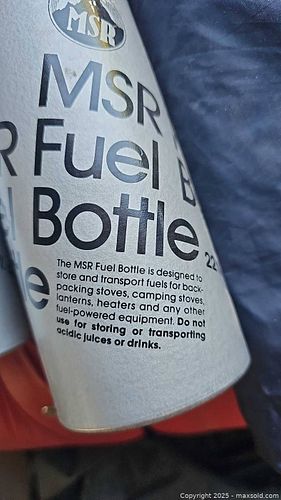 MSR
MSR
Fuel
Bottle
22
The MSR Fuel Bottle is designed to
store and transport fuels for back-
packing stoves, camping stoves,
lanterns, heaters and any other
fuel-powered equipment. Do not
use for storing or transporting
acidic juices or drinks.
Copyright 2025 - maxsold.com